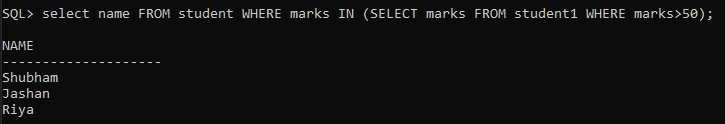 SQL> select name FROM student WHERE marks IN (SELECT marks FROM student1 WHERE marks>50);
NAME
--------------------
Shubham
Jashan
Riya